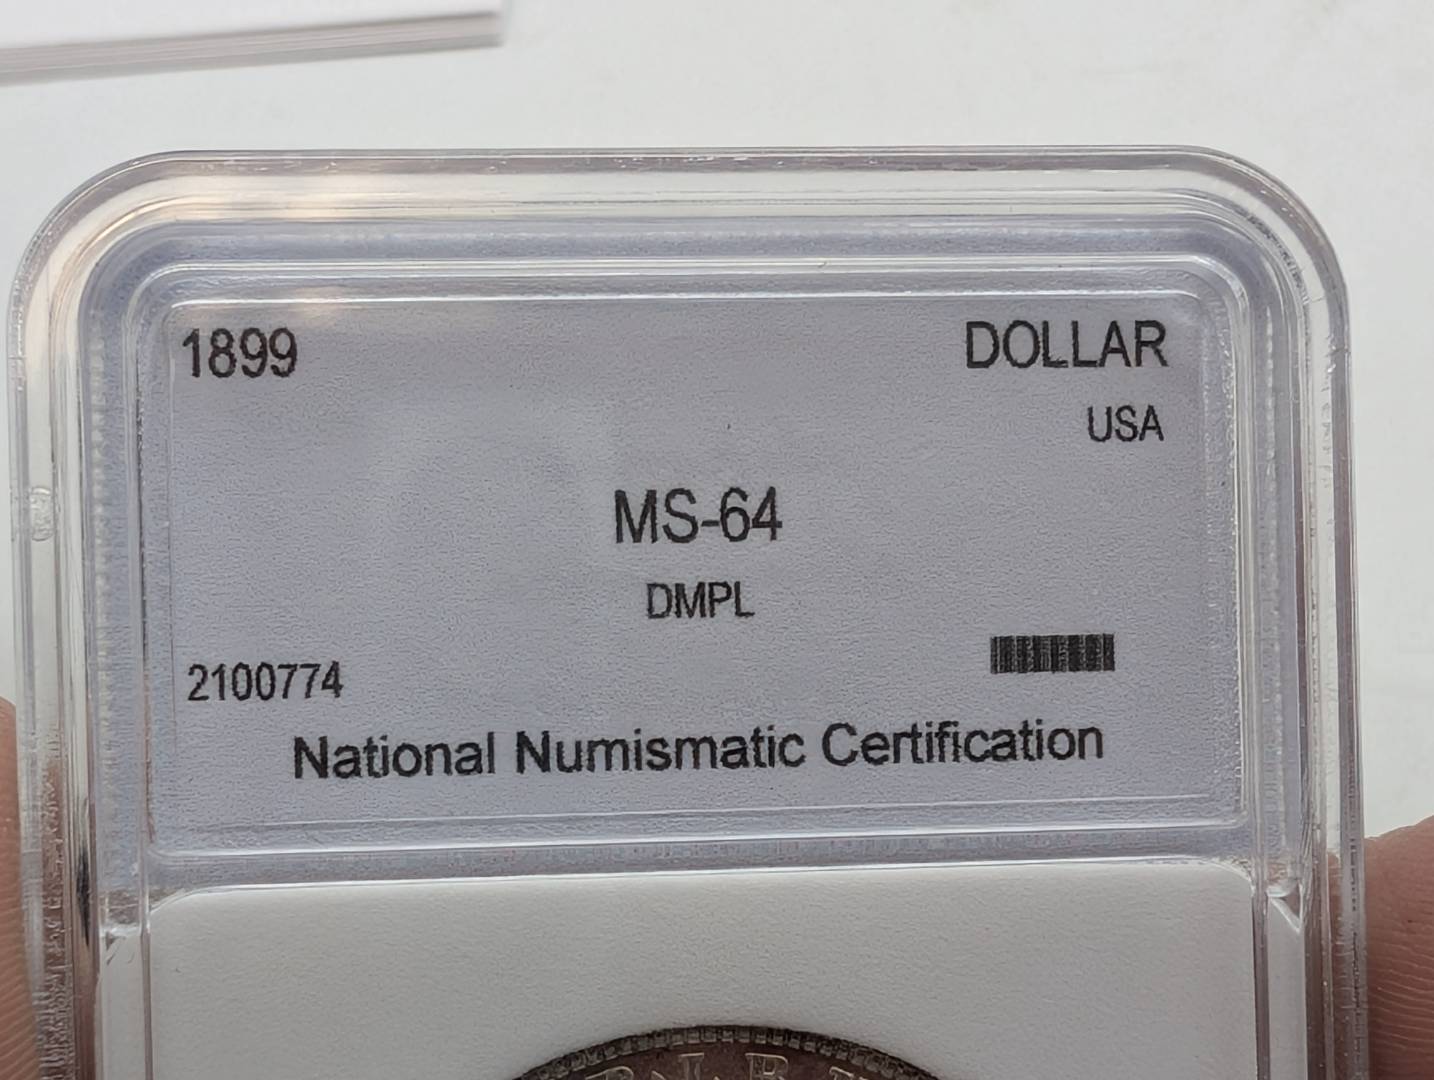 1899
DOLLAR
USA
MS-64
DMPL
2100774
National Numismatic Certification